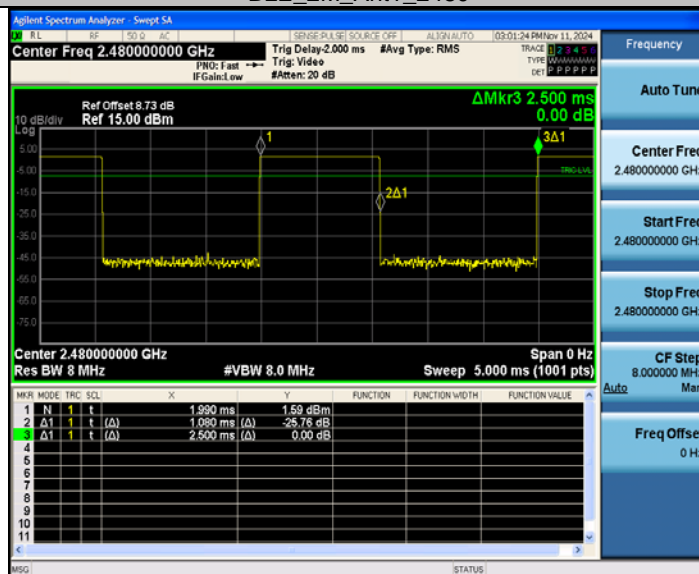 Agilent Spectrum Analyzer - Swept SA
RL RF 50 Ω AC SENSE:PULSE SOURCE OFF ALIGN AUTO 03:01:24 PM Nov 11, 2024
Center Freq 2.480000000 GHz
PNO: Fast
IFGain:Low
Trig Delay-2.000 ms
Trig: Video
#Atten: 20 dB
#Avg Type: RMS
TRACE 1 2 3 4 5 6
TYPE WWWWWW
DET P P P P P P
Frequency
Auto Tune
Center Freq
2.480000000 GHz
Start Freq
2.480000000 GHz
Stop Freq
2.480000000 GHz
CF Step
8.000000 MHz
Auto Man
Freq Offset
0 Hz
ΔMkr3 2.500 ms
0.00 dB
Ref Offset 8.73 dB
10 dB/div Ref 15.00 dBm
Log
1
3Δ1
2Δ1
TRIG LVL
5.00
-5.00
-15.0
-25.0
-35.0
-45.0
-55.0
-65.0
-75.0
Center 2.480000000 GHz Span 0 Hz
Res BW 8 MHz #VBW 8.0 MHz Sweep 5.000 ms (1001 pts)
MKR MODE TRC SCL X Y FUNCTION FUNCTION WIDTH FUNCTION VALUE
1 N 1 t 1.990 ms 1.59 dBm
2 Δ1 1 t (Δ) 1.080 ms (Δ) -25.76 dB
3 Δ1 1 t (Δ) 2.500 ms (Δ) 0.00 dB
4
5
6
7
8
9
10
11
MSG STATUS